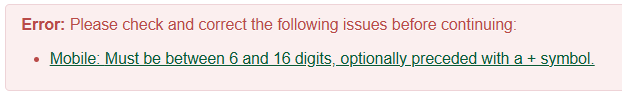 Error: Please check and correct the following issues before continuing:
• Mobile: Must be between 6 and 16 digits, optionally preceded with a + symbol.